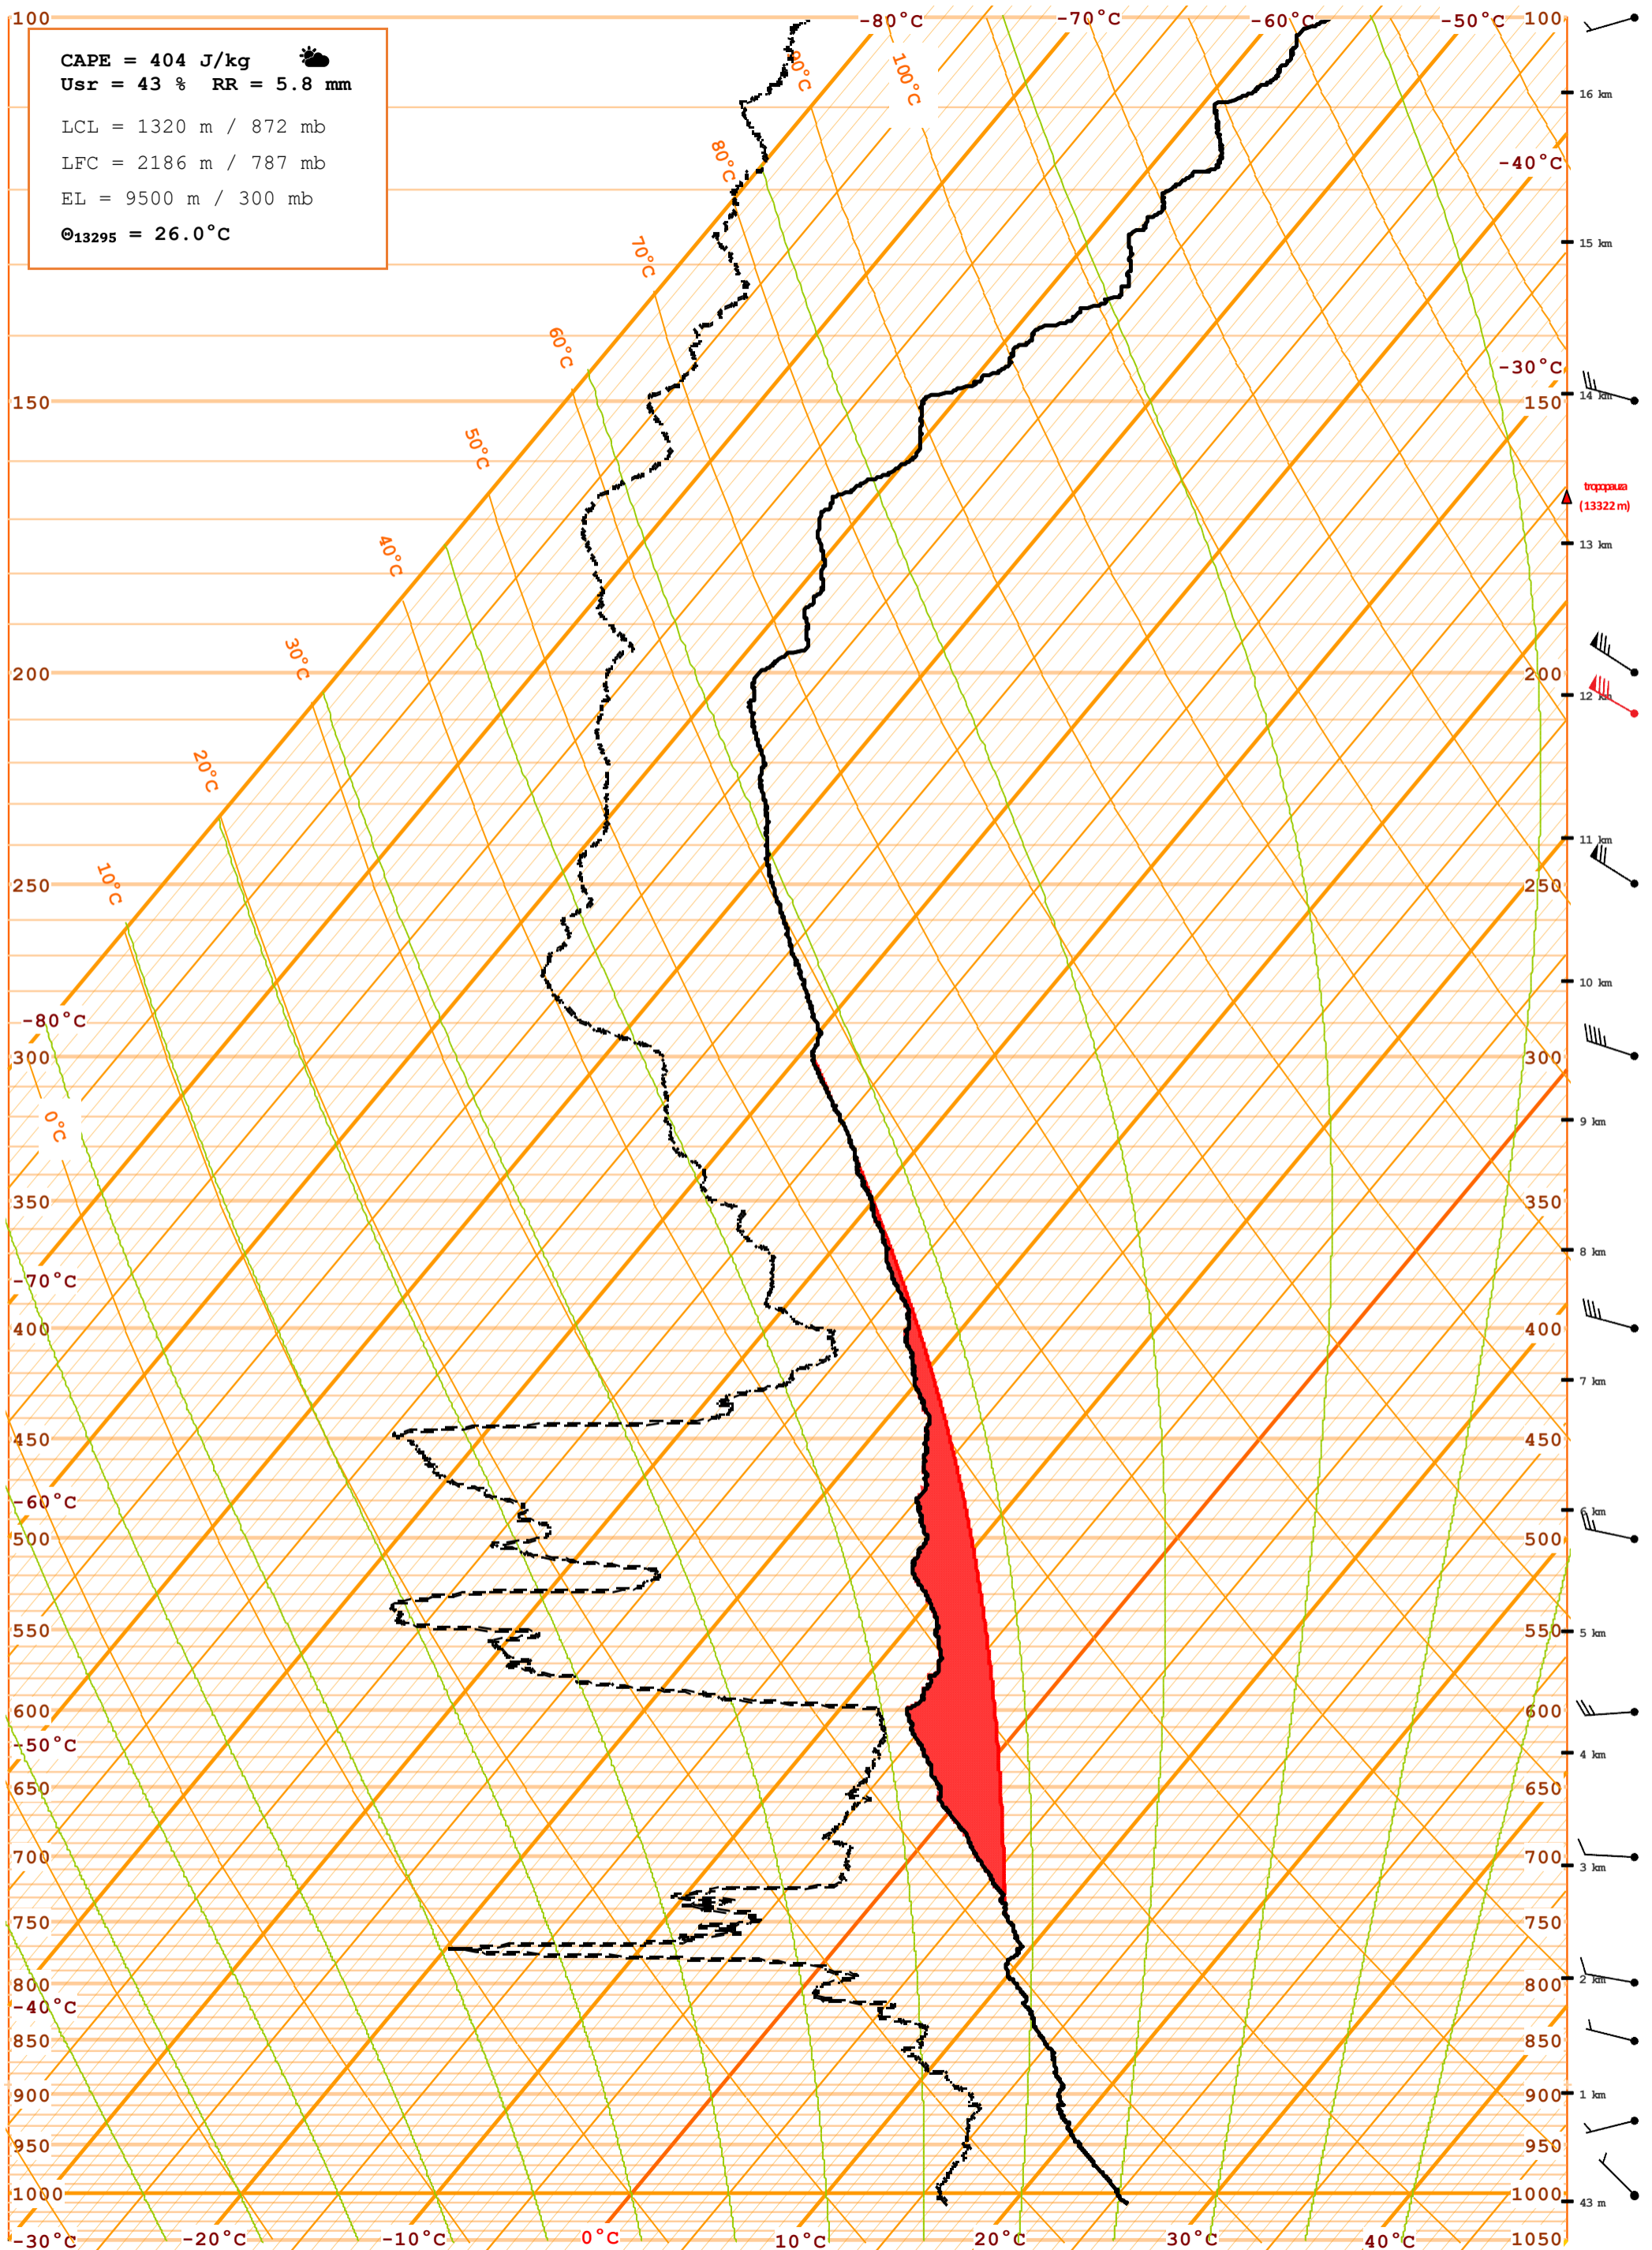 100 -80°C -70°C -60°C -50°C 100
CAPE = 404 J/kg
Usr = 43 % RR = 5.8 mm
LCL = 1320 m / 872 mb
LFC = 2186 m / 787 mb
EL = 9500 m / 300 mb
Θ13295 = 26.0°C
90°C 100°C
16 km
80°C
-40°C
15 km
70°C
60°C
-30°C
14 km
150 150
50°C
tropopauza
(13322 m)
40°C
13 km
30°C
200 200
12 km
20°C
11 km
10°C
250 250
10 km
-80°C
300 300
0°C
9 km
350 350
8 km
-70°C
400 400
7 km
450 450
-60°C
6 km
500 500
550 550
5 km
600 600
-50°C
4 km
650 650
700 700
3 km
750 750
800 800
2 km
-40°C
850 850
900 900
1 km
950 950
1000 1000
43 m
-30°C -20°C -10°C 0°C 10°C 20°C 30°C 40°C 1050